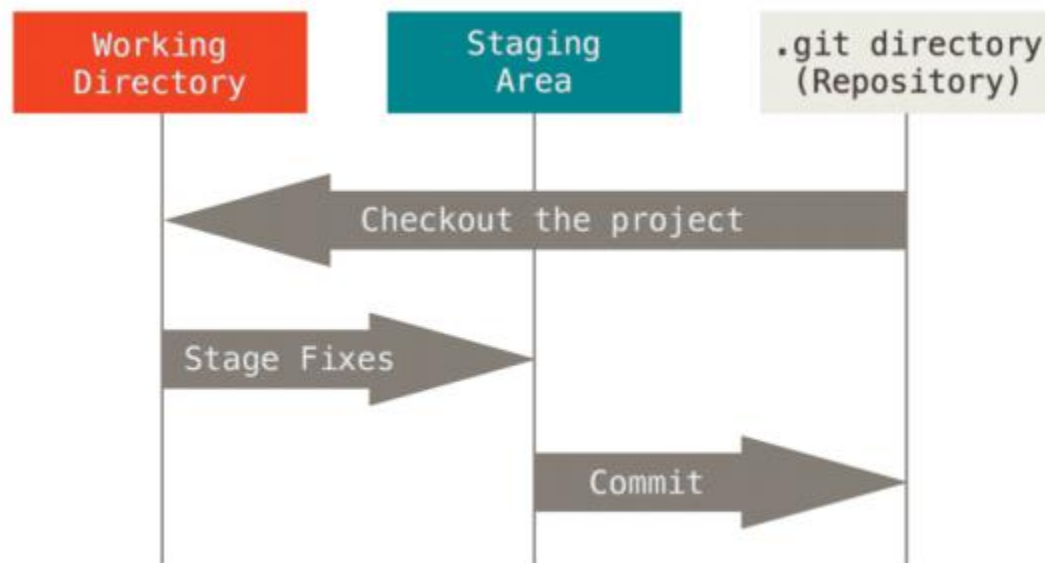 Working
Directory
Staging
Area
.git directory
(Repository)
Checkout the project
Stage Fixes
Commit